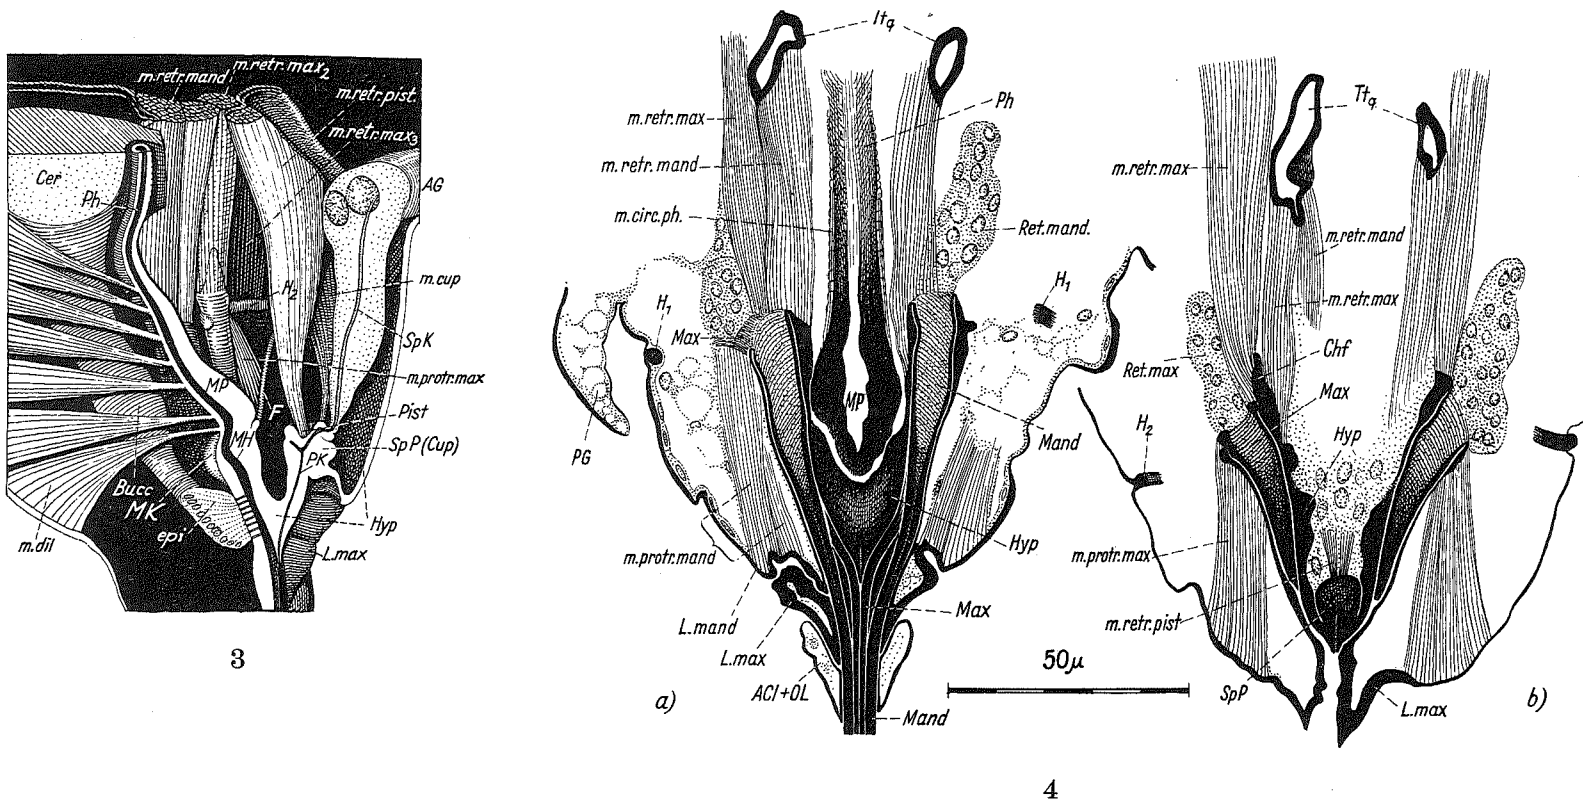 m.retr.mand
m.retr.max₂
m.retr.pist.
m.retr.max₃
Cer
Ph
AG
m.cup
H₂
SpK
m.protr.max
MP
F
Pist
MH
SpP (Cup)
PK
Bucc
MK
epi
Hyp
m.dil
L.max
3
Itq
m.retr.max
Ph
m.retr.mand
m.circ.ph.
Ret.mand.
H₁
H₁
Max
MP
PG
Mand
m.protr.mand
Hyp
L.mand
Max
L.max
ACl+OL
Mand
a)
50µ
Ttq
m.retr.max
m.retr.mand
m.retr.max
Chf
Ret.max
Max
H₂
Hyp
m.protr.max
m.retr.pist
SpP
L.max
b)
4